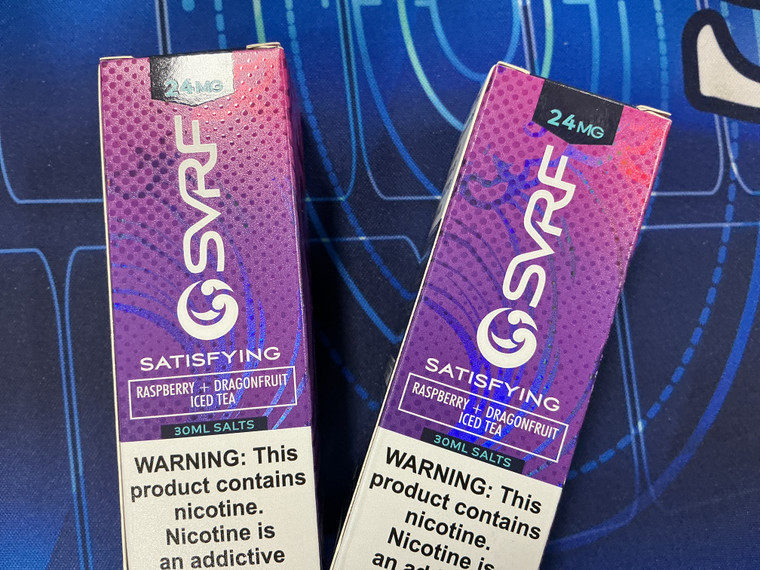 24MG
SVRF
SATISFYING
RASPBERRY + DRAGONFRUIT
ICED TEA
30ML SALTS
WARNING: This
product contains
nicotine.
Nicotine is
an addictive
24MG
SVRF
SATISFYING
RASPBERRY + DRAGONFRUIT
ICED TEA
30ML SALTS
WARNING: This
product contains
nicotine.
Nicotine is